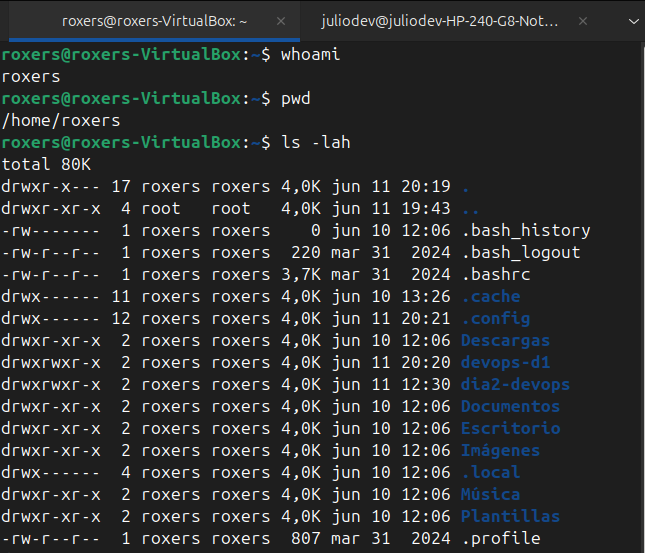 roxers@roxers-VirtualBox: ~ × juliodev@juliodev-HP-240-G8-Not... ×
roxers@roxers-VirtualBox:~$ whoami
roxers
roxers@roxers-VirtualBox:~$ pwd
/home/roxers
roxers@roxers-VirtualBox:~$ ls -lah
total 80K
drwxr-x--- 17 roxers roxers 4,0K jun 11 20:19 .
drwxr-xr-x  4 root   root   4,0K jun 11 19:43 ..
-rw-------  1 roxers roxers    0 jun 10 12:06 .bash_history
-rw-r--r--  1 roxers roxers  220 mar 31  2024 .bash_logout
-rw-r--r--  1 roxers roxers 3,7K mar 31  2024 .bashrc
drwx------ 11 roxers roxers 4,0K jun 10 13:26 .cache
drwx------ 12 roxers roxers 4,0K jun 11 20:21 .config
drwxr-xr-x  2 roxers roxers 4,0K jun 10 12:06 Descargas
drwxrwxr-x  2 roxers roxers 4,0K jun 11 20:20 devops-d1
drwxrwxr-x  2 roxers roxers 4,0K jun 11 12:30 dia2-devops
drwxr-xr-x  2 roxers roxers 4,0K jun 10 12:06 Documentos
drwxr-xr-x  2 roxers roxers 4,0K jun 10 12:06 Escritorio
drwxr-xr-x  2 roxers roxers 4,0K jun 10 12:06 Imágenes
drwx------  4 roxers roxers 4,0K jun 10 12:06 .local
drwxr-xr-x  2 roxers roxers 4,0K jun 10 12:06 Música
drwxr-xr-x  2 roxers roxers 4,0K jun 10 12:06 Plantillas
-rw-r--r--  1 roxers roxers  807 mar 31  2024 .profile